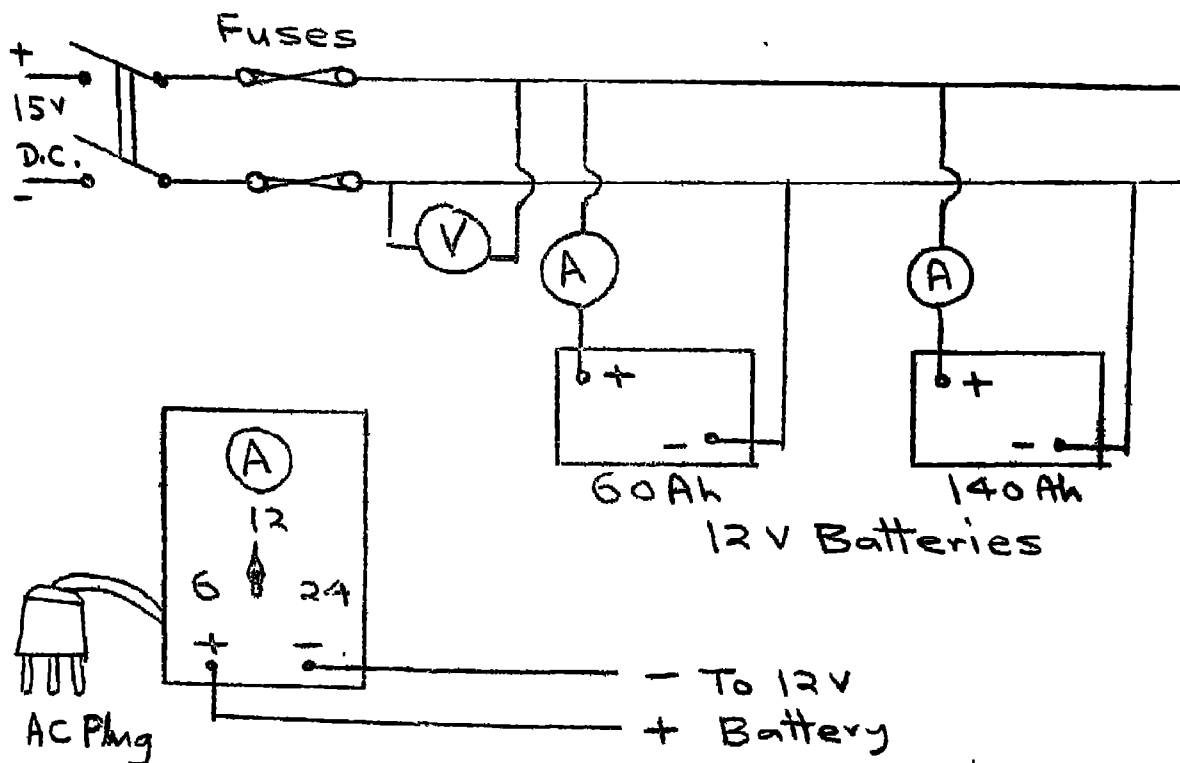 Fuses
+
15V
D.C.
-
V
A
A
+
-
+
-
60Ah
140Ah
12V Batteries
A
12
6
24
+
-
- To 12V
+ Battery
AC Plug